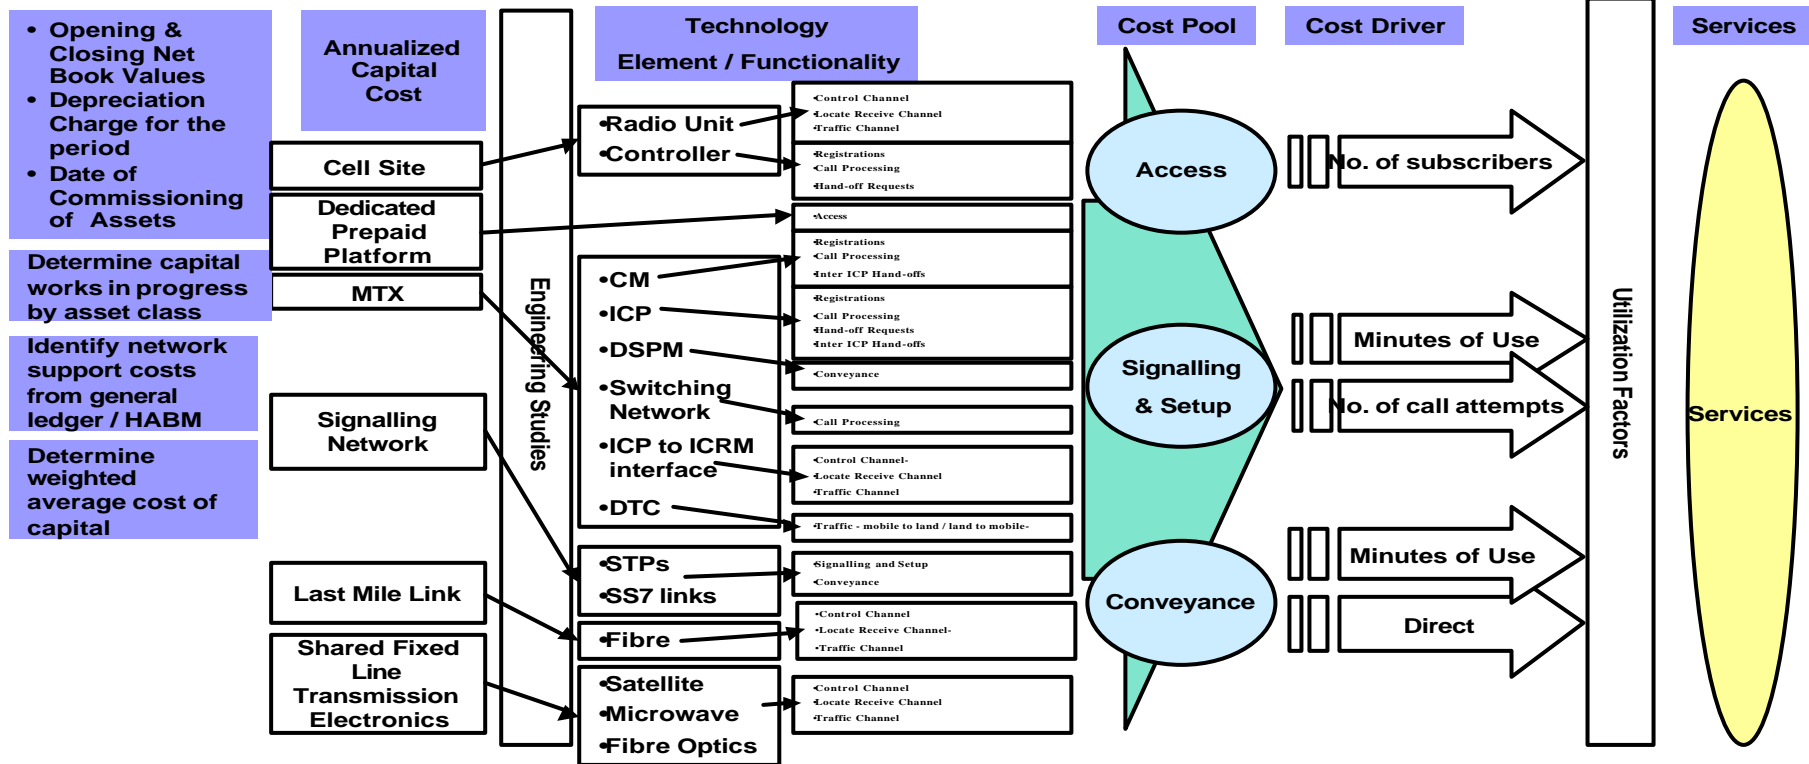 • Opening &
Closing Net
Book Values
• Depreciation
Charge for the
period
• Date of
Commissioning
of Assets
Determine capital
works in progress
by asset class
Identify network
support costs
from general
ledger / HABM
Determine
weighted
average cost of
capital
Annualized
Capital
Cost
Cell Site
Dedicated
Prepaid
Platform
MTX
Signalling
Network
Last Mile Link
Shared Fixed
Line
Transmission
Electronics
Engineering Studies
Technology
Element / Functionality
•Radio Unit
•Controller
•CM
•ICP
•DSPM
•Switching
Network
•ICP to ICRM
interface
•DTC
•STPs
•SS7 links
•Fibre
•Satellite
•Microwave
•Fibre Optics
•Control Channel
•Locate Receive Channel
•Traffic Channel
•Registrations
•Call Processing
•Hand-off Requests
•Access
•Registrations
•Call Processing
•Inter ICP Hand-offs
•Registrations
•Call Processing
•Hand-off Requests
•Inter ICP Hand-offs
•Conveyance
•Call Processing
•Control Channel-
•Locate Receive Channel
•Traffic Channel
•Traffic - mobile to land / land to mobile-
•Signalling and Setup
•Conveyance
•Control Channel
•Locate Receive Channel-
•Traffic Channel
•Control Channel
•Locate Receive Channel
•Traffic Channel
Cost Pool
Access
Signalling
& Setup
Conveyance
Cost Driver
No. of subscribers
Minutes of Use
No. of call attempts
Minutes of Use
Direct
Utilization Factors
Services
Services